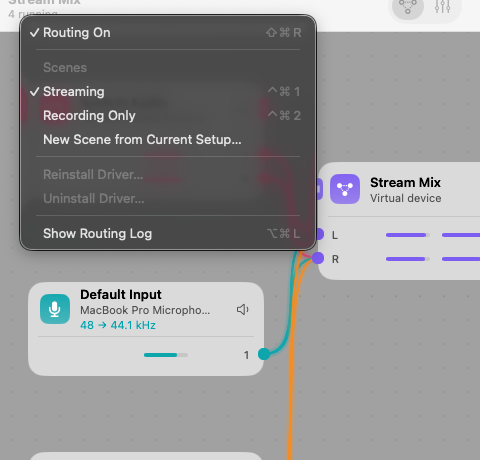 Stream Mix
4 running
Routing On ⇧⌘R
Scenes
Streaming ^⌘1
Recording Only ^⌘2
New Scene from Current Setup...
Reinstall Driver...
Uninstall Driver...
Show Routing Log ⌥⌘L
Stream Mix
Virtual device
L
R
Default Input
MacBook Pro Micropho...
48 → 44.1 kHz
1